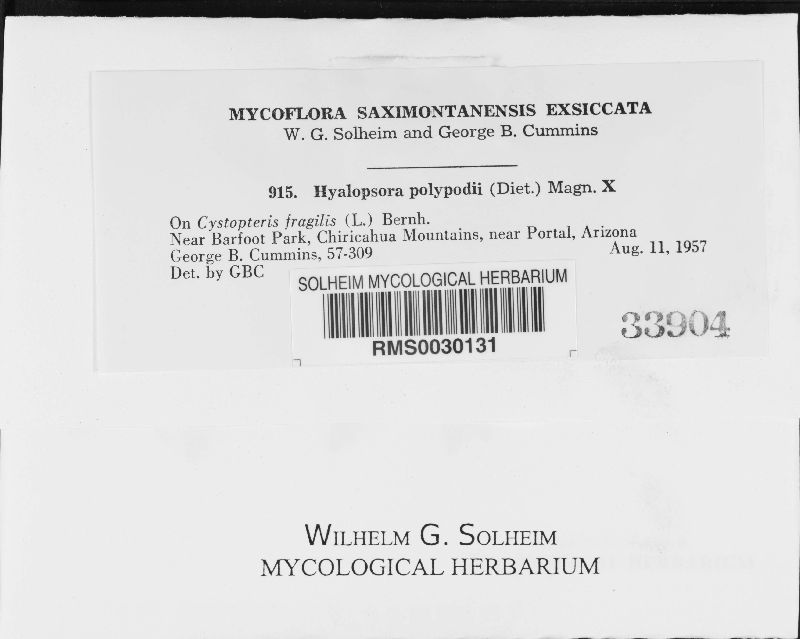 MYCOFLORA SAXIMONTANENSIS EXSICCATA
W. G. Solheim and George B. Cummins
915. Hyalopsora polypodii (Diet.) Magn. X
On Cystopteris fragilis (L.) Bernh.
Near Barfoot Park, Chiricahua Mountains, near Portal, Arizona
George B. Cummins, 57-309 Aug. 11, 1957
Det. by GBC
SOLHEIM MYCOLOGICAL HERBARIUM
RMS0030131
33904
WILHELM G. SOLHEIM
MYCOLOGICAL HERBARIUM